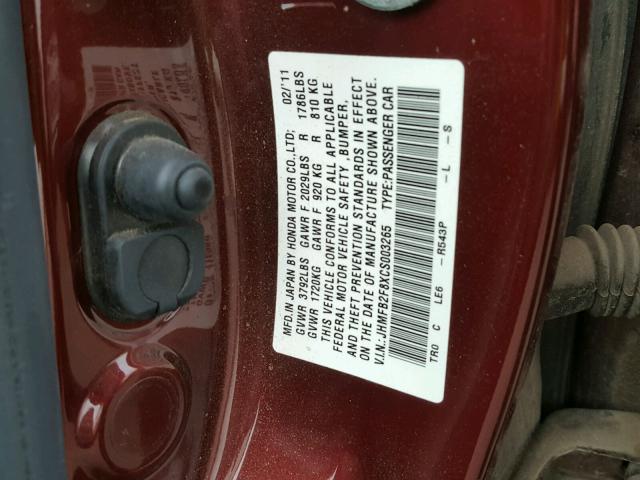 MFD.IN JAPAN BY HONDA MOTOR CO.,LTD; 02/'11
GVWR 3792LBS GAWR F 2029LBS R 1786LBS
GVWR 1720KG GAWR F 920 KG R 810 KG
THIS VEHICLE CONFORMS TO ALL APPLICABLE
FEDERAL MOTOR VEHICLE SAFETY ,BUMPER,
AND THEFT PREVENTION STANDARDS IN EFFECT
ON THE DATE OF MANUFACTURE SHOWN ABOVE.
V.I.N.:JHMFB2F8XCS003265 TYPE:PASSENGER CAR
TR0 C LE6 -R543P -L -S